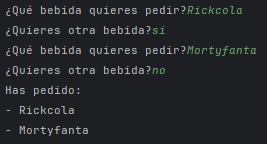 ¿Qué bebida quieres pedir?Rickcola
¿Quieres otra bebida?si
¿Qué bebida quieres pedir?Mortyfanta
¿Quieres otra bebida?no
Has pedido:
- Rickcola
- Mortyfanta